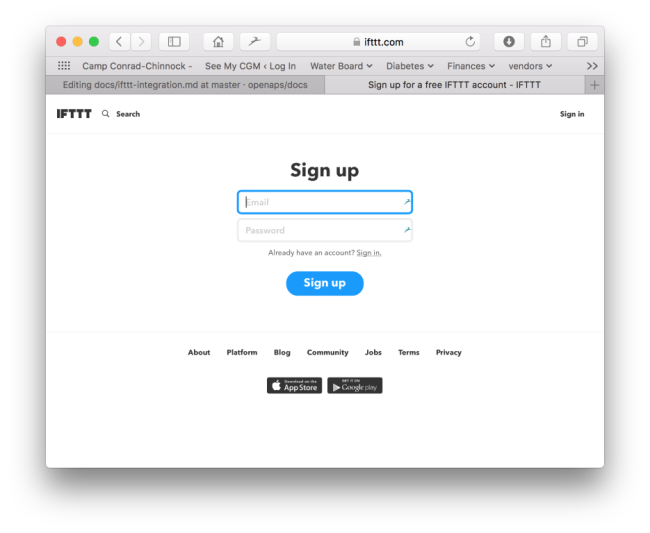 ifttt.com
Camp Conrad-Chinnock - See My CGM ‹ Log In Water Board Diabetes Finances vendors >>
Editing docs/ifttt-integration.md at master · openaps/docs Sign up for a free IFTTT account - IFTTT +
IFTTT Search Sign in
Sign up
Email
Password
Already have an account? Sign in.
Sign up
About Platform Blog Community Jobs Terms Privacy
Download on the GET IT ON
App Store Google play